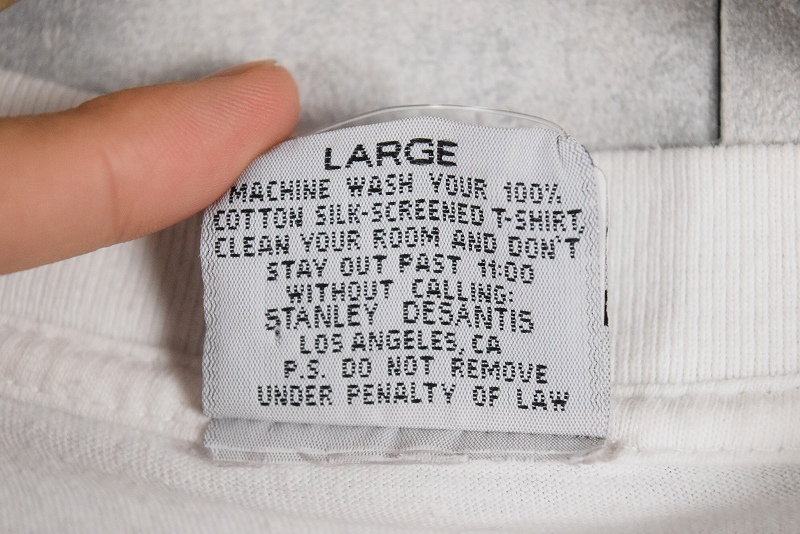 LARGE
MACHINE WASH YOUR 100%
COTTON SILK-SCREENED T-SHIRT,
CLEAN YOUR ROOM AND DON'T
STAY OUT PAST 11:00
WITHOUT CALLING:
STANLEY DESANTIS
LOS ANGELES, CA
P.S. DO NOT REMOVE
UNDER PENALTY OF LAW